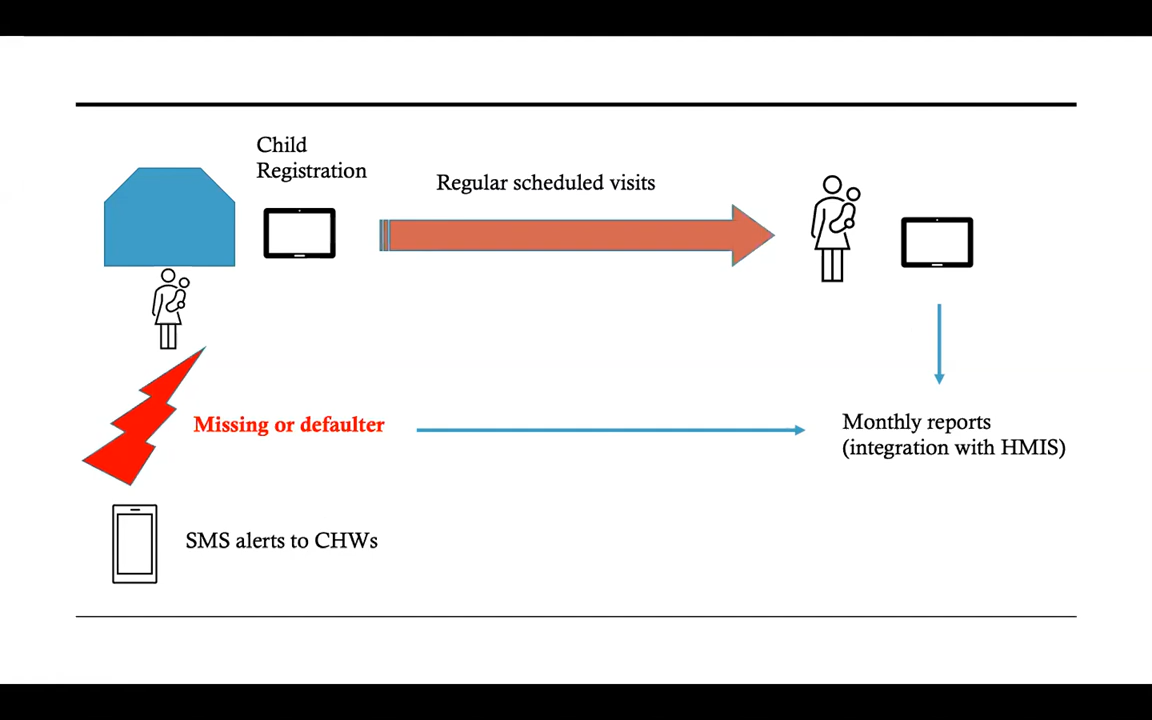 Child
Registration
Regular scheduled visits
Missing or defaulter
Monthly reports
(integration with HMIS)
SMS alerts to CHWs